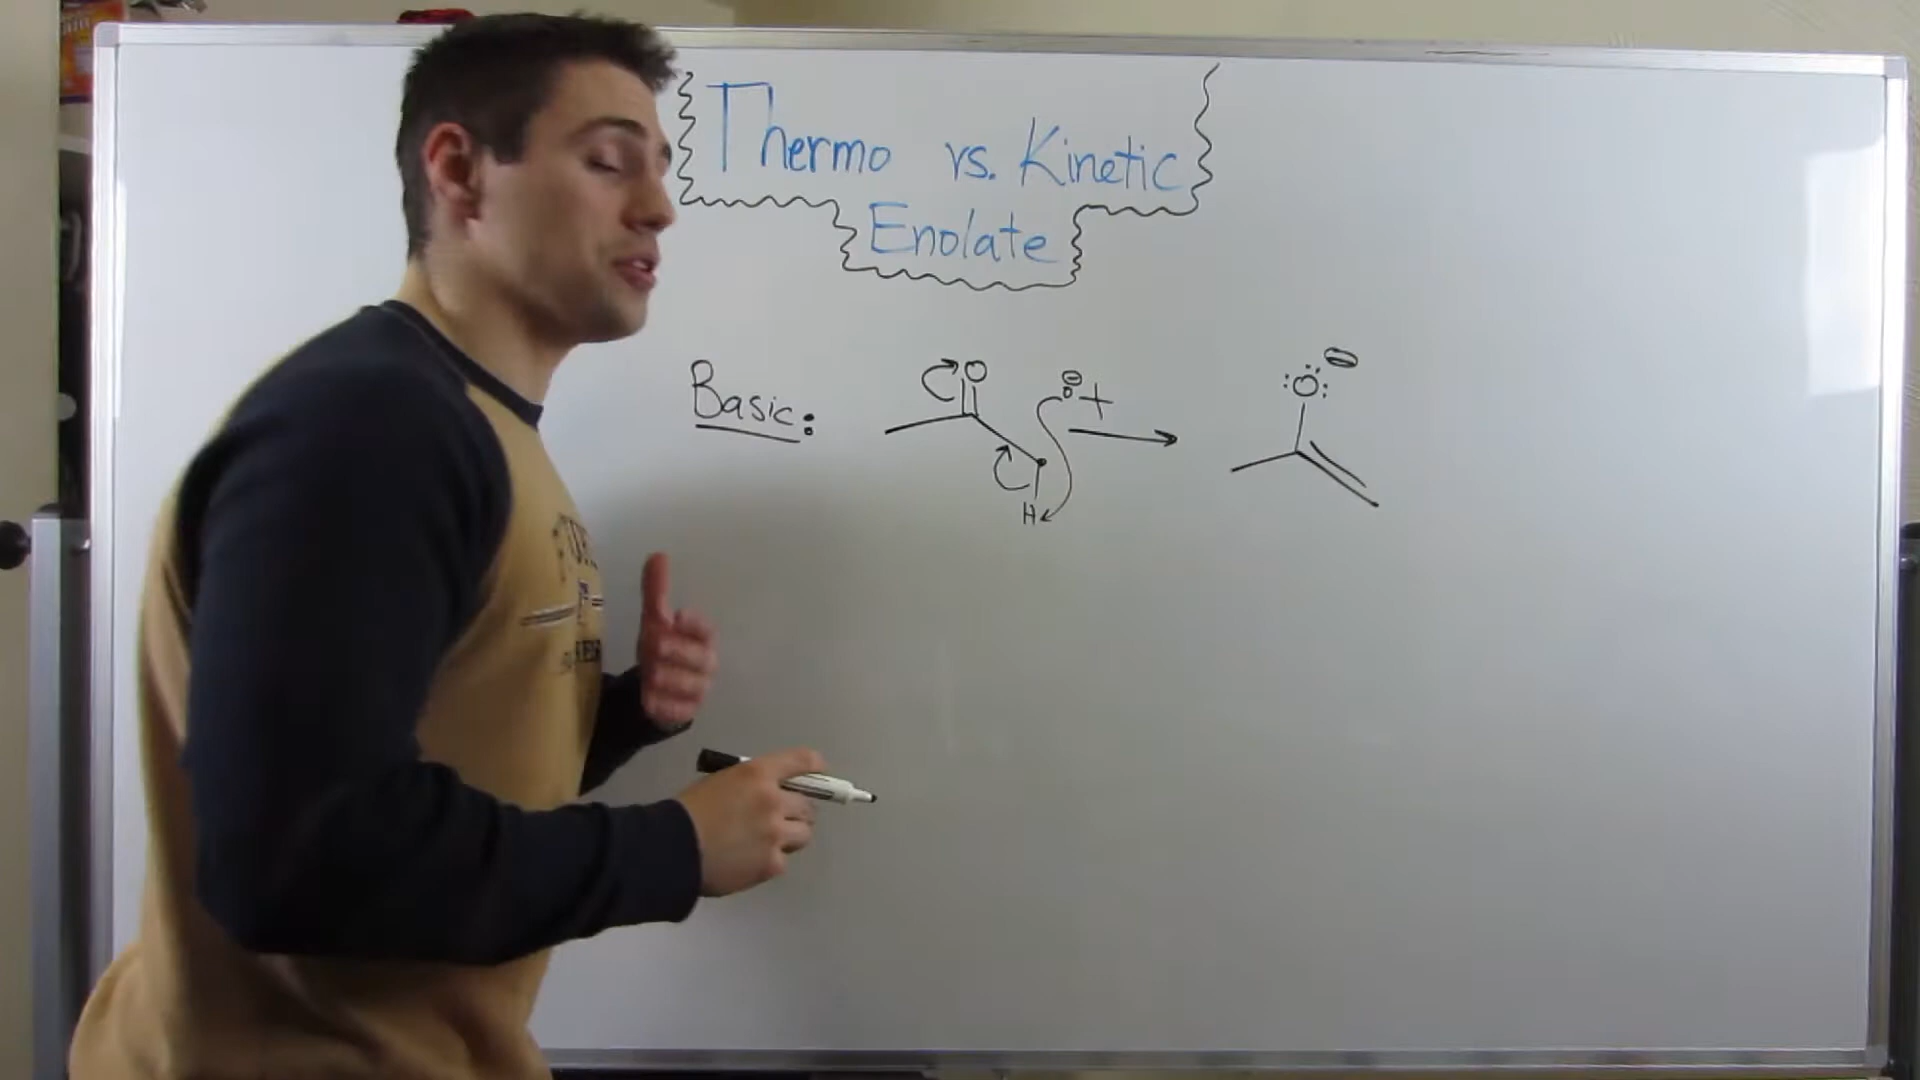 Thermo vs. Kinetic
Enolate
Basic:
O
O
H
:Ö: